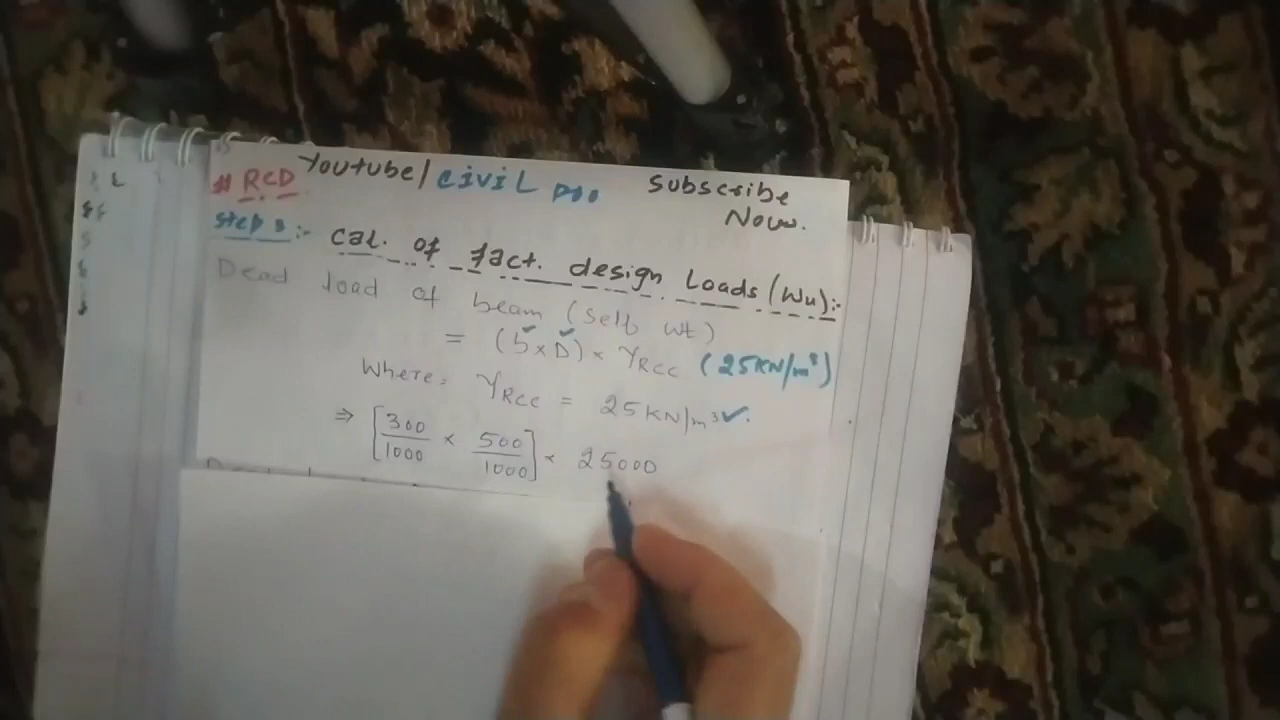 # RCD Youtube/ CIVIL Pro Subscribe
Now.
Step 3:- Cal. of fact. design Loads (Wu):-
Dead load of beam (Self wt)
= (b×D) × γRCC (25KN/m³)
Where, γRCC = 25KN/m³ ✓.
⇒ [300/1000 × 500/1000] × 25000